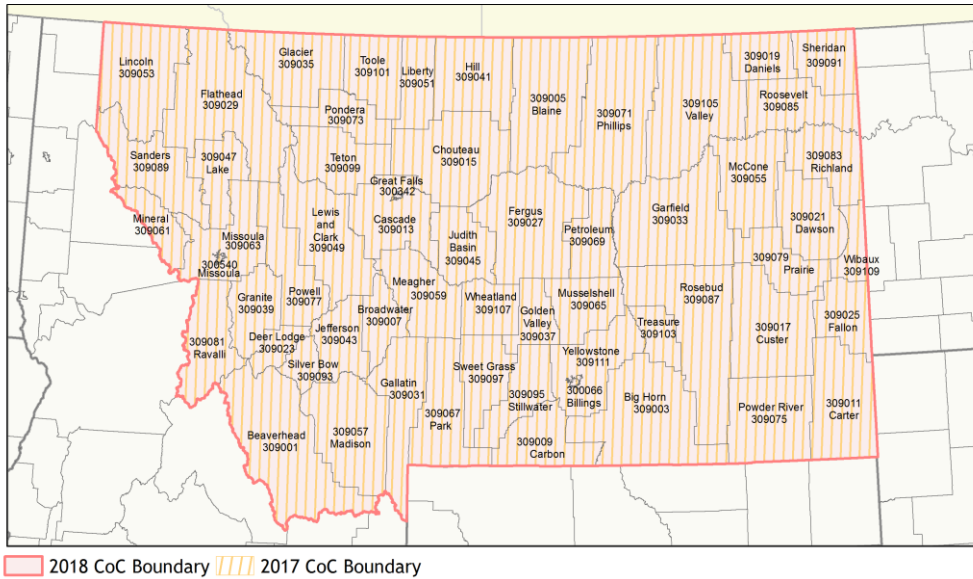 Lincoln
309053
Flathead
309029
Glacier
309035
Toole
309101
Liberty
309051
Hill
309041
309005
Blaine
309071
Phillips
309105
Valley
309019
Daniels
Sheridan
309091
Roosevelt
309085
Pondera
309073
Chouteau
309015
Sanders
309089
309047
Lake
Teton
309099
Great Falls
300342
McCone
309055
309083
Richland
Mineral
309061
Missoula
309063
300540
Missoula
Lewis
and
Clark
309049
Cascade
309013
Judith
Basin
309045
Fergus
309027
Petroleum
309069
Garfield
309033
309021
Dawson
309079
Prairie
Wibaux
309109
Granite
309039
Powell
309077
Meagher
309059
Broadwater
309007
Wheatland
309107
Golden
Valley
309037
Musselshell
309065
Rosebud
309087
Treasure
309103
309017
Custer
309025
Fallon
309081
Ravalli
Deer Lodge
309023
Jefferson
309043
Silver Bow
309093
Gallatin
309031
Sweet Grass
309097
Yellowstone
309111
300066
Billings
309095
Stillwater
309067
Park
Big Horn
309003
Powder River
309075
309011
Carter
Beaverhead
309001
309057
Madison
309009
Carbon
2018 CoC Boundary
2017 CoC Boundary